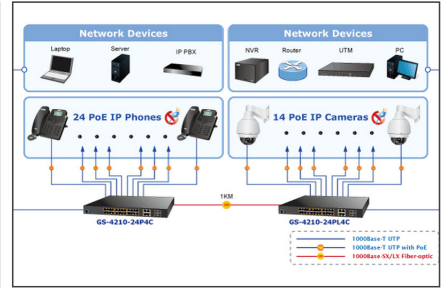 Network Devices
Laptop
Server
IP PBX
24 PoE IP Phones
GS-4210-24P4C
1KM
Network Devices
NVR
Router
UTM
PC
14 PoE IP Cameras
GS-4210-24PL4C
1000Base-T UTP
1000Base-T UTP with PoE
1000Base-SX/LX Fiber-optic